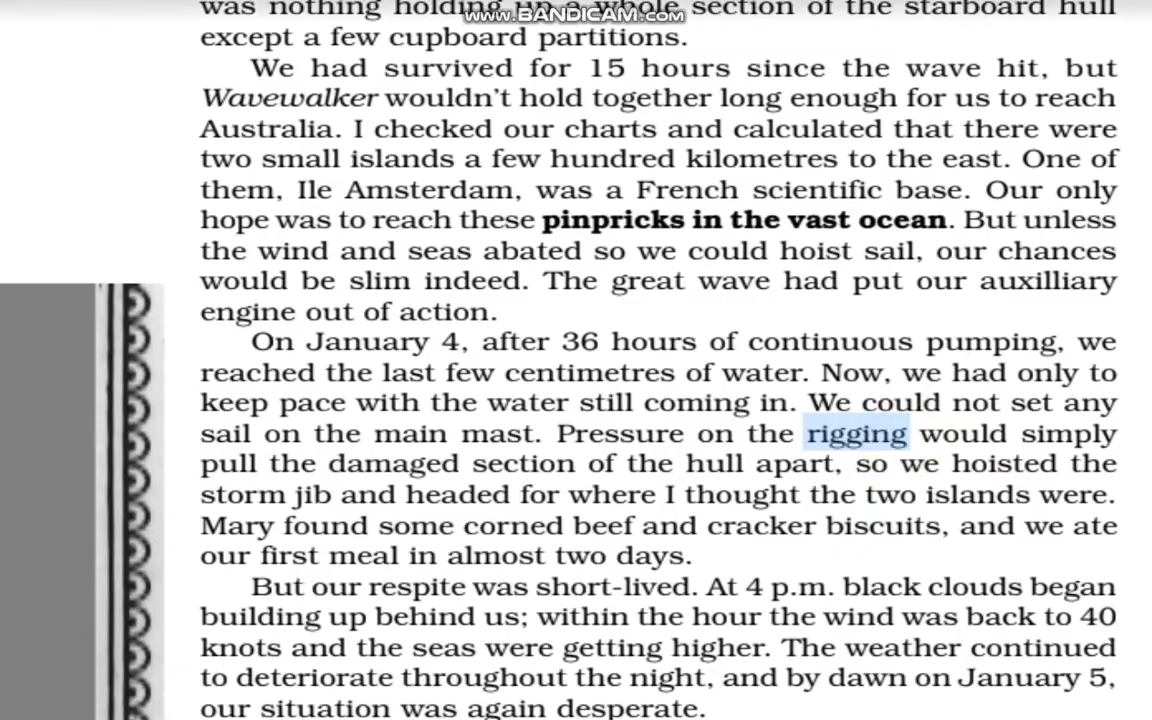 was nothing holding up a whole section of the starboard hull
www.BANDICAM.com
except a few cupboard partitions.
We had survived for 15 hours since the wave hit, but
Wavewalker wouldn't hold together long enough for us to reach
Australia. I checked our charts and calculated that there were
two small islands a few hundred kilometres to the east. One of
them, Ile Amsterdam, was a French scientific base. Our only
hope was to reach these pinpricks in the vast ocean. But unless
the wind and seas abated so we could hoist sail, our chances
would be slim indeed. The great wave had put our auxilliary
engine out of action.
On January 4, after 36 hours of continuous pumping, we
reached the last few centimetres of water. Now, we had only to
keep pace with the water still coming in. We could not set any
sail on the main mast. Pressure on the rigging would simply
pull the damaged section of the hull apart, so we hoisted the
storm jib and headed for where I thought the two islands were.
Mary found some corned beef and cracker biscuits, and we ate
our first meal in almost two days.
But our respite was short-lived. At 4 p.m. black clouds began
building up behind us; within the hour the wind was back to 40
knots and the seas were getting higher. The weather continued
to deteriorate throughout the night, and by dawn on January 5,
our situation was again desperate.